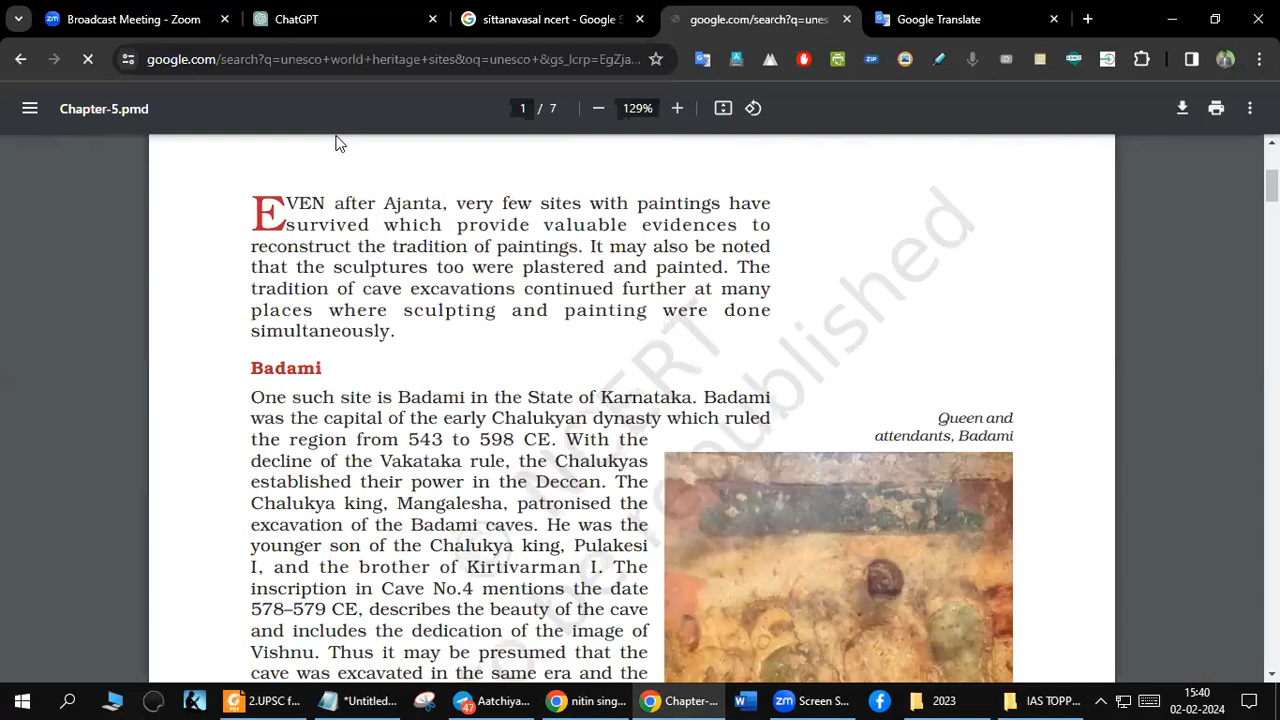 Broadcast Meeting - Zoom
ChatGPT
sittanavasal ncert - Google S
google.com/search?q=unes
Google Translate
google.com/search?q=unesco+world+heritage+sites&oq=unesco+&gs_lcrp=EgZja...
Chapter-5.pmd
1 / 7
129%
EVEN after Ajanta, very few sites with paintings have
survived which provide valuable evidences to
reconstruct the tradition of paintings. It may also be noted
that the sculptures too were plastered and painted. The
tradition of cave excavations continued further at many
places where sculpting and painting were done
simultaneously.
Badami
One such site is Badami in the State of Karnataka. Badami
was the capital of the early Chalukyan dynasty which ruled
the region from 543 to 598 CE. With the
decline of the Vakataka rule, the Chalukyas
established their power in the Deccan. The
Chalukya king, Mangalesha, patronised the
excavation of the Badami caves. He was the
younger son of the Chalukya king, Pulakesi
I, and the brother of Kirtivarman I. The
inscription in Cave No.4 mentions the date
578–579 CE, describes the beauty of the cave
and includes the dedication of the image of
Vishnu. Thus it may be presumed that the
cave was excavated in the same era and the
Queen and
attendants, Badami
© NCERT
to be republished
2.UPSC f...
*Untitled...
47
Aatchiya...
nitin sing...
Chapter-...
Screen S...
2023
IAS TOPP...
15:40
02-02-2024